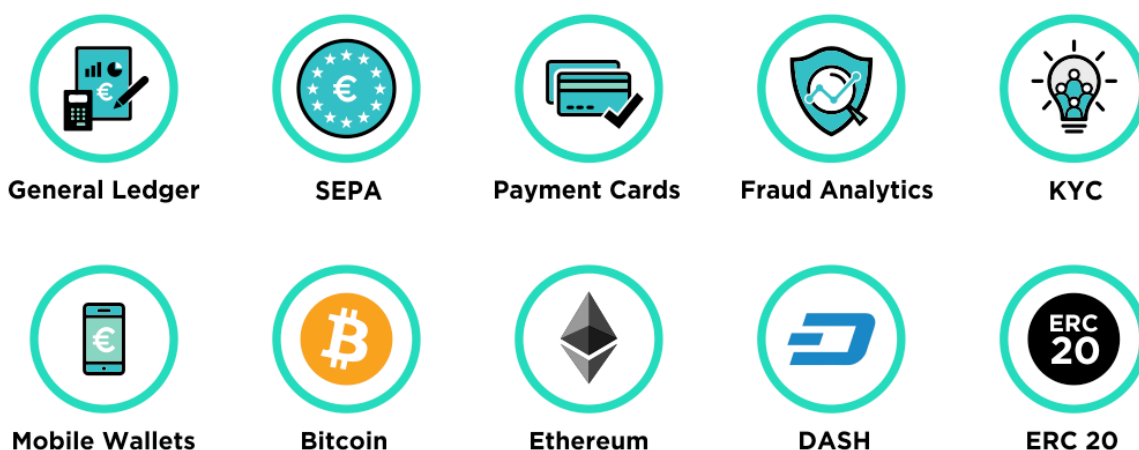 General Ledger
SEPA
Payment Cards
Fraud Analytics
KYC
ERC
20
Mobile Wallets
Bitcoin
Ethereum
DASH
ERC 20